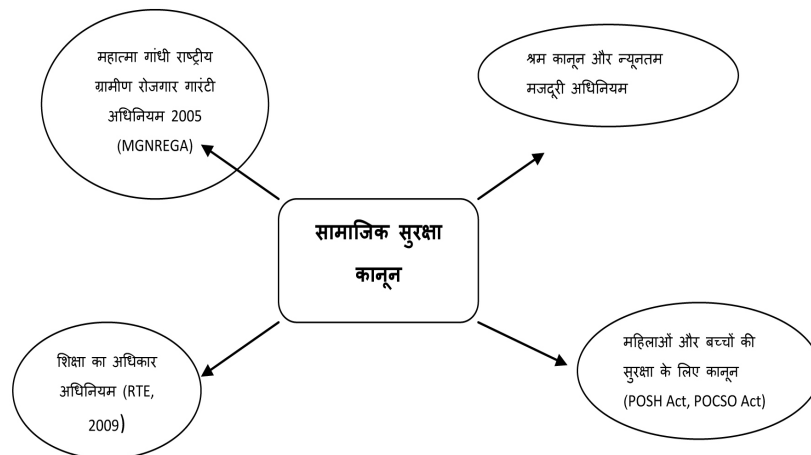 महात्मा गांधी राष्ट्रीय
ग्रामीण रोजगार गारंटी
अधिनियम 2005
(MGNREGA)
श्रम कानून और न्यूनतम
मजदूरी अधिनियम
सामाजिक सुरक्षा
कानून
शिक्षा का अधिकार
अधिनियम (RTE,
2009)
महिलाओं और बच्चों की
सुरक्षा के लिए कानून
(POSH Act, POCSO Act)